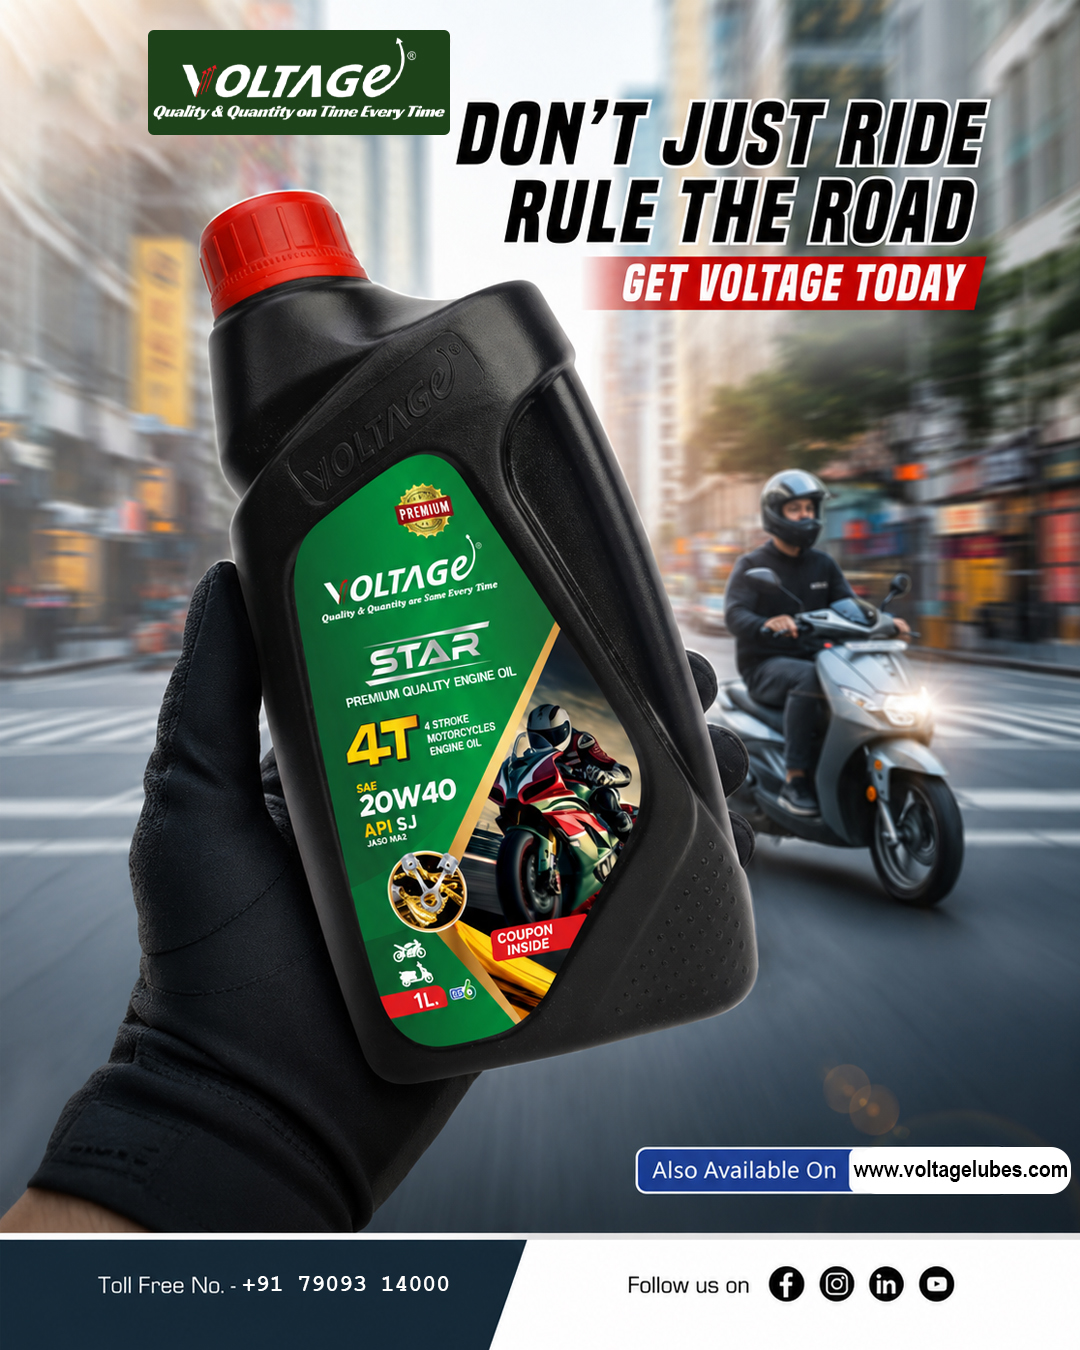 VOLTAGE®
Quality & Quantity on Time Every Time
DON'T JUST RIDE
RULE THE ROAD
GET VOLTAGE TODAY
VOLTAGE®
PREMIUM
VOLTAGE®
Quality & Quantity are Same Every Time
STAR
PREMIUM QUALITY ENGINE OIL
4T
4 STROKE
MOTORCYCLES
ENGINE OIL
SAE
20W40
API SJ
JASO MA2
COUPON
INSIDE
1L.
BS6
Also Available On www.voltagelubes.com
Toll Free No. - +91 79093 14000
Follow us on